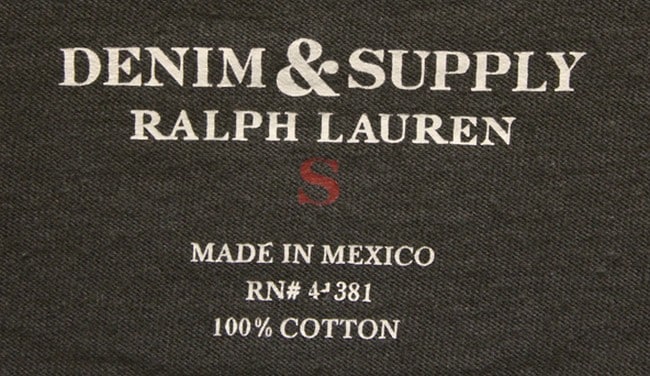 DENIM & SUPPLY
RALPH LAUREN
S
MADE IN MEXICO
RN#
100% COTTON